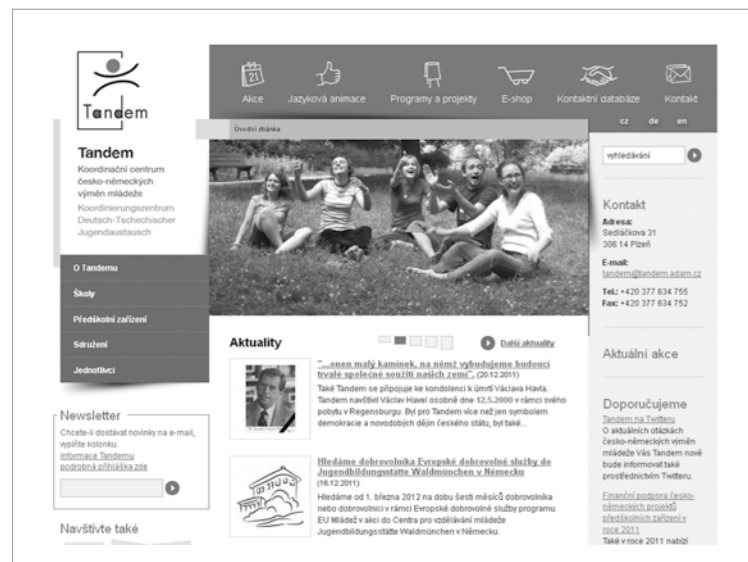 Tandem
Akce
Jazyková animace
Programy a projekty
E-shop
Kontaktní databáze
Kontakt
cz de en
Úvodní stránka
Tandem
Koordinační centrum
česko-německých
výměn mládeže
Koordinierungszentrum
Deutsch-Tschechischer
Jugendaustausch
O Tandemu
Školy
Předškolní zařízení
Sdružení
Jednotlivci
Newsletter
Chcete-li dostávat novinky na e-mail,
vyplňte kolonku.
informace Tandemu
podrobná přihláška zde
Navštivte také
Aktuality
Další aktuality
"...onen malý kamínek, na němž vybudujeme budoucí
trvalé společné soužití našich zemí". (20.12.2011)
Také Tandem se připojuje ke kondolenci k úmrtí Václava Havla.
Tandem navštívil Václav Havel osobně dne 12.5.2000 v rámci svého
pobytu v Regensburgu. Byl pro Tandem více než jen symbolem
demokracie a novodobých dějin českého státu, byl také...
Hledáme dobrovolníka Evropské dobrovolné služby do
Jugendbildungsstätte Waldmünchen v Německu
(16.12.2011)
Hledáme od 1. března 2012 na dobu šesti měsíců dobrovolníka
nebo dobrovolnici v rámci Evropské dobrovolné služby programu
EU Mládež v akci do Centra pro vzdělávání mládeže
Jugendbildungsstätte Waldmünchen v Německu.
vyhledávání
Kontakt
Adresa:
Sedláčkova 31
306 14 Plzeň
E-mail:
tandem@tandem.adam.cz
Tel.: +420 377 634 755
Fax: +420 377 634 752
Aktuální akce
Doporučujeme
Tandem na Twitteru
O aktuálních otázkách
česko-německých výměn
mládeže Vás Tandem nově
bude informovat také
prostřednictvím Twitteru.
Finanční podpora česko-
německých projektů
předškolních zařízení v
roce 2011
Také v roce 2011 nabízí